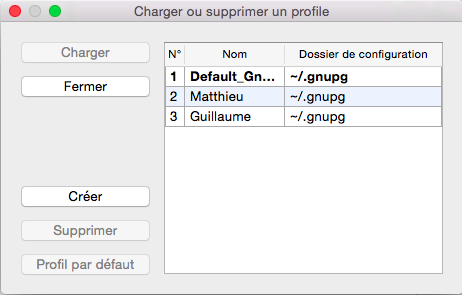 Charger ou supprimer un profile
Charger
Fermer
Créer
Supprimer
Profil par défaut
N° Nom Dossier de configuration
1 Default_Gn... ~/.gnupg
2 Matthieu ~/.gnupg
3 Guillaume ~/.gnupg